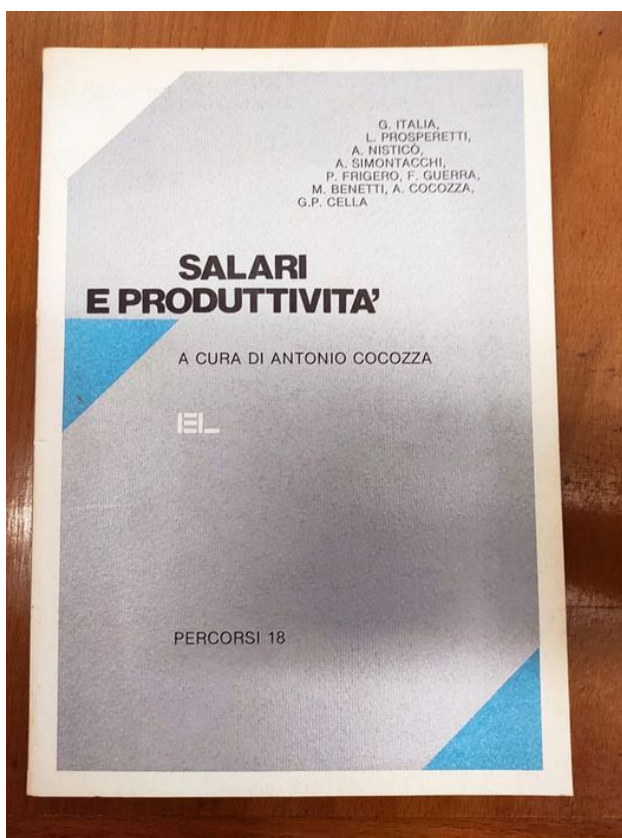 G. ITALIA,
L. PROSPERETTI,
A. NISTICÒ,
A. SIMONTACCHI,
P. FRIGERO, F. GUERRA,
M. BENETTI, A. COCOZZA,
G.P. CELLA
SALARI
E PRODUTTIVITA'
A CURA DI ANTONIO COCOZZA
EL
PERCORSI 18